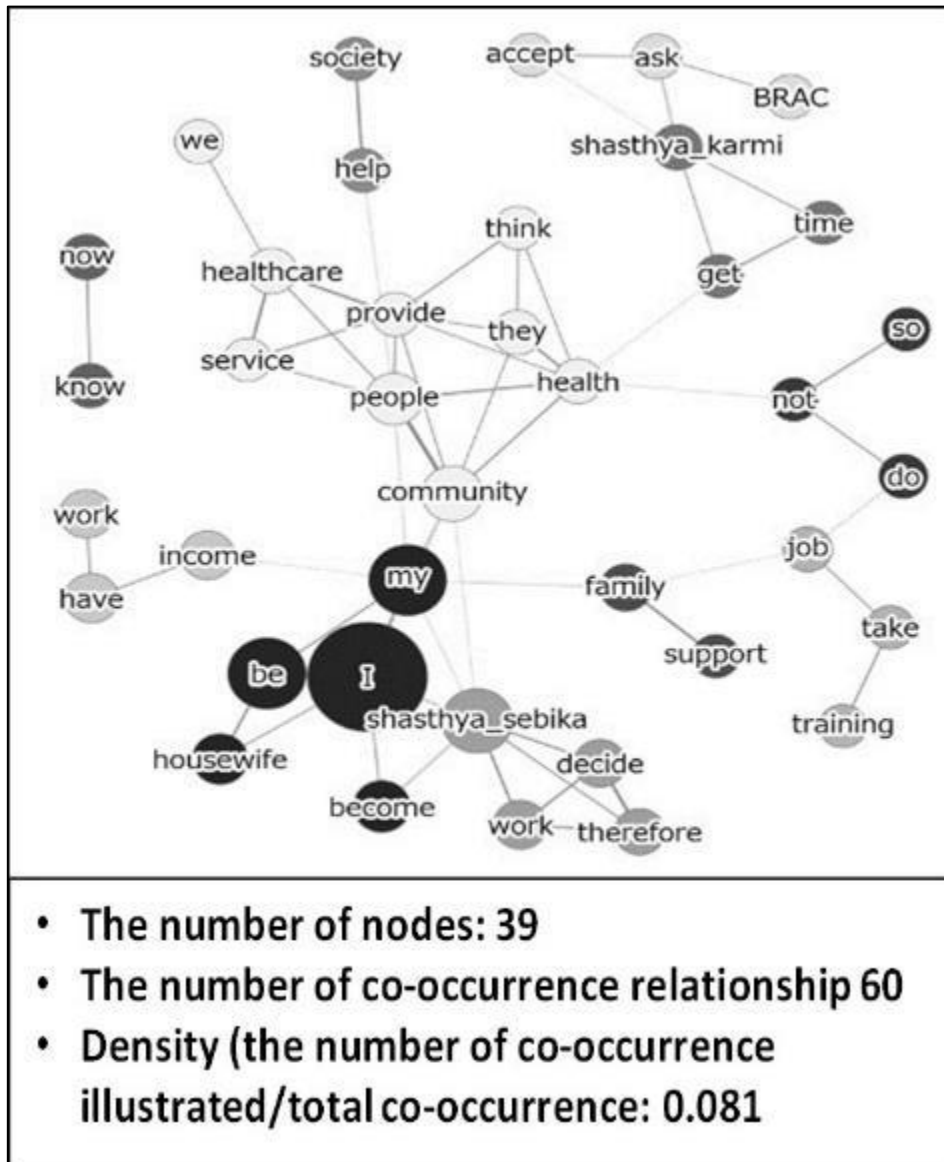 society
accept
ask
BRAC
we
shasthya_karmi
help
time
think
now
healthcare
get
provide
they
so
service
health
know
people
not
do
community
work
income
job
my
family
have
take
be
I
support
shasthya_sebika
training
housewife
decide
become
work
therefore
• The number of nodes: 39
• The number of co-occurrence relationship 60
• Density (the number of co-occurrence
illustrated/total co-occurrence: 0.081